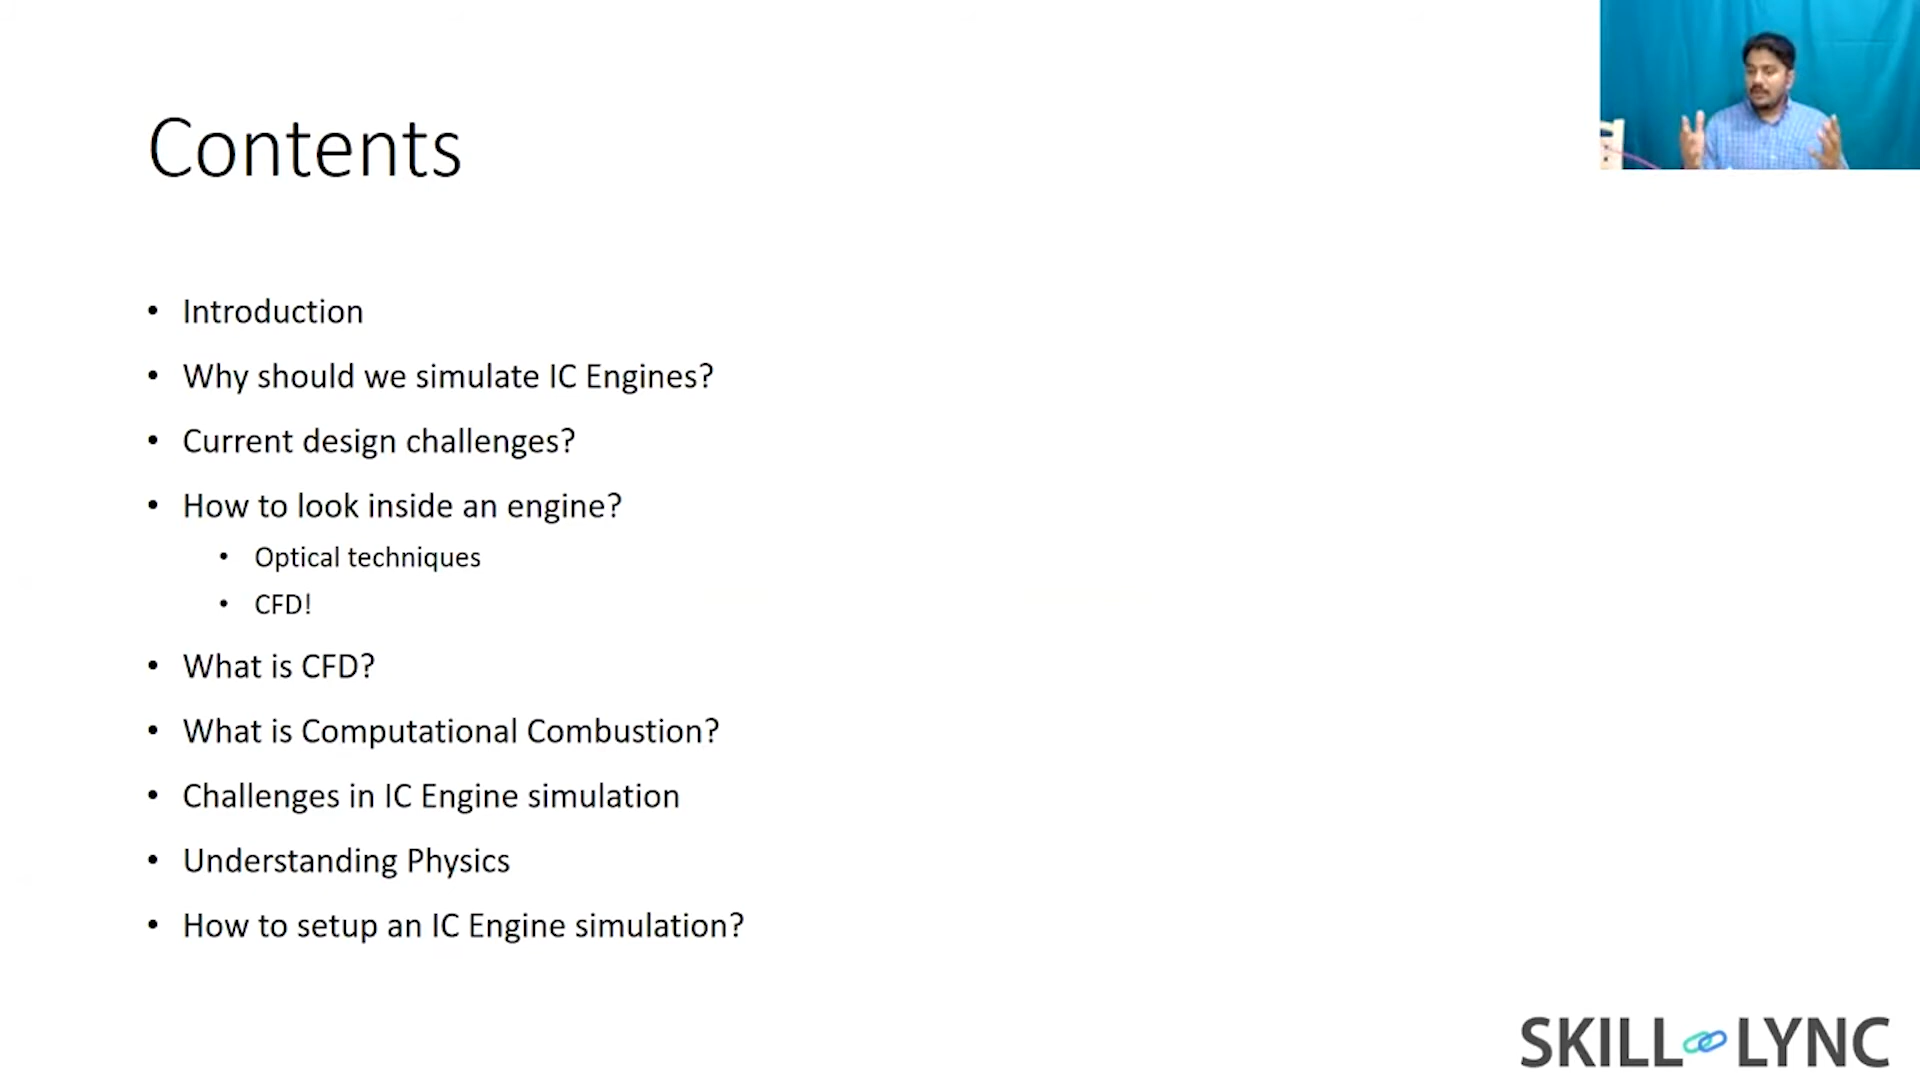 Contents
• Introduction
• Why should we simulate IC Engines?
• Current design challenges?
• How to look inside an engine?
• Optical techniques
• CFD!
• What is CFD?
• What is Computational Combustion?
• Challenges in IC Engine simulation
• Understanding Physics
• How to setup an IC Engine simulation?
SKILL LYNC